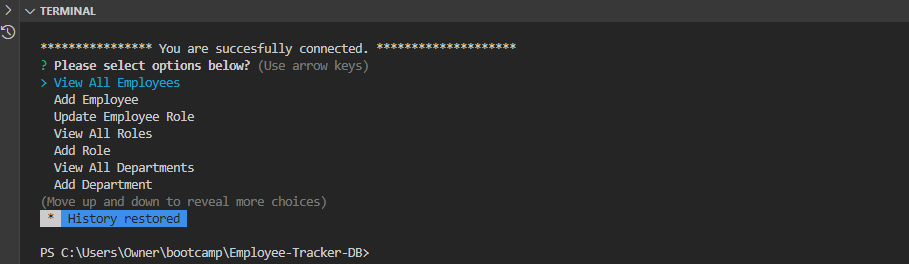 TERMINAL
**************** You are succesfully connected. ********************
? Please select options below? (Use arrow keys)
> View All Employees
Add Employee
Update Employee Role
View All Roles
Add Role
View All Departments
Add Department
(Move up and down to reveal more choices)
* History restored
PS C:\Users\Owner\bootcamp\Employee-Tracker-DB>